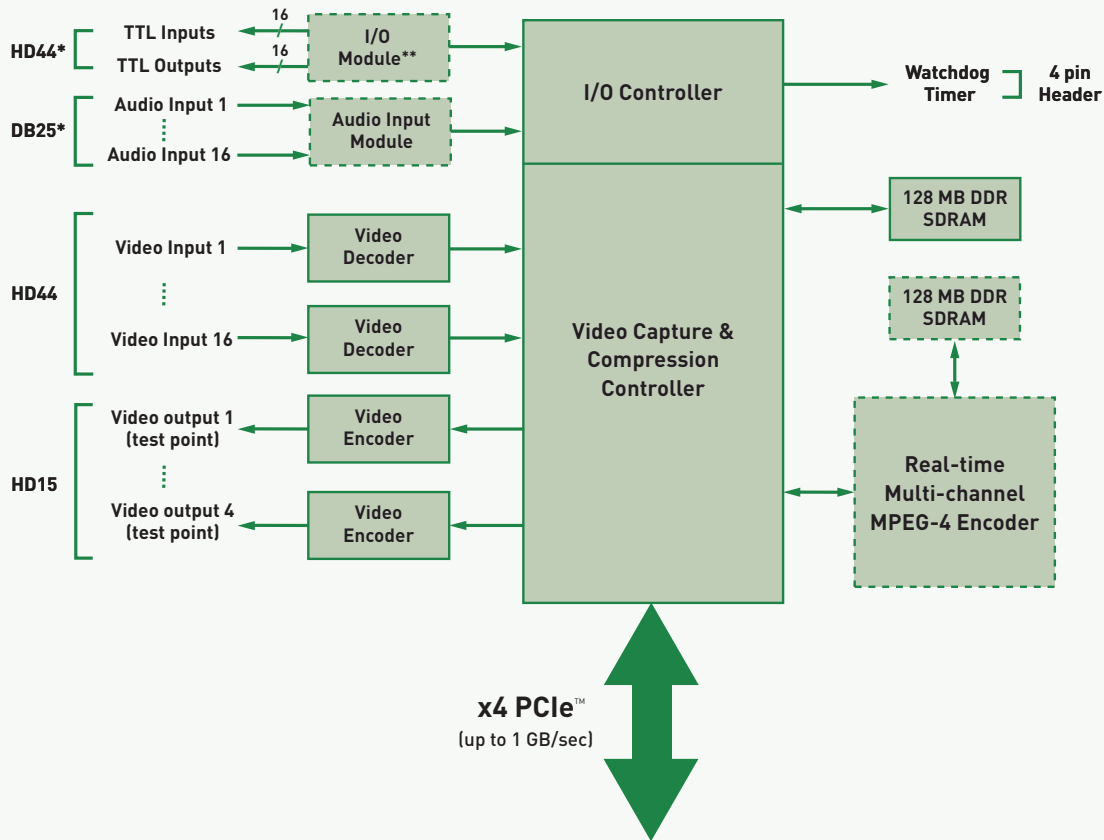 HD44*
TTL Inputs
16
TTL Outputs
16
I/O
Module**
DB25*
Audio Input 1
Audio Input 16
Audio Input
Module
I/O Controller
Watchdog
Timer
4 pin
Header
HD44
Video Input 1
Video
Decoder
Video Input 16
Video
Decoder
Video Capture &
Compression
Controller
128 MB DDR
SDRAM
128 MB DDR
SDRAM
HD15
Video output 1
(test point)
Video
Encoder
Video output 4
(test point)
Video
Encoder
Real-time
Multi-channel
MPEG-4 Encoder
x4 PCIe™
(up to 1 GB/sec)